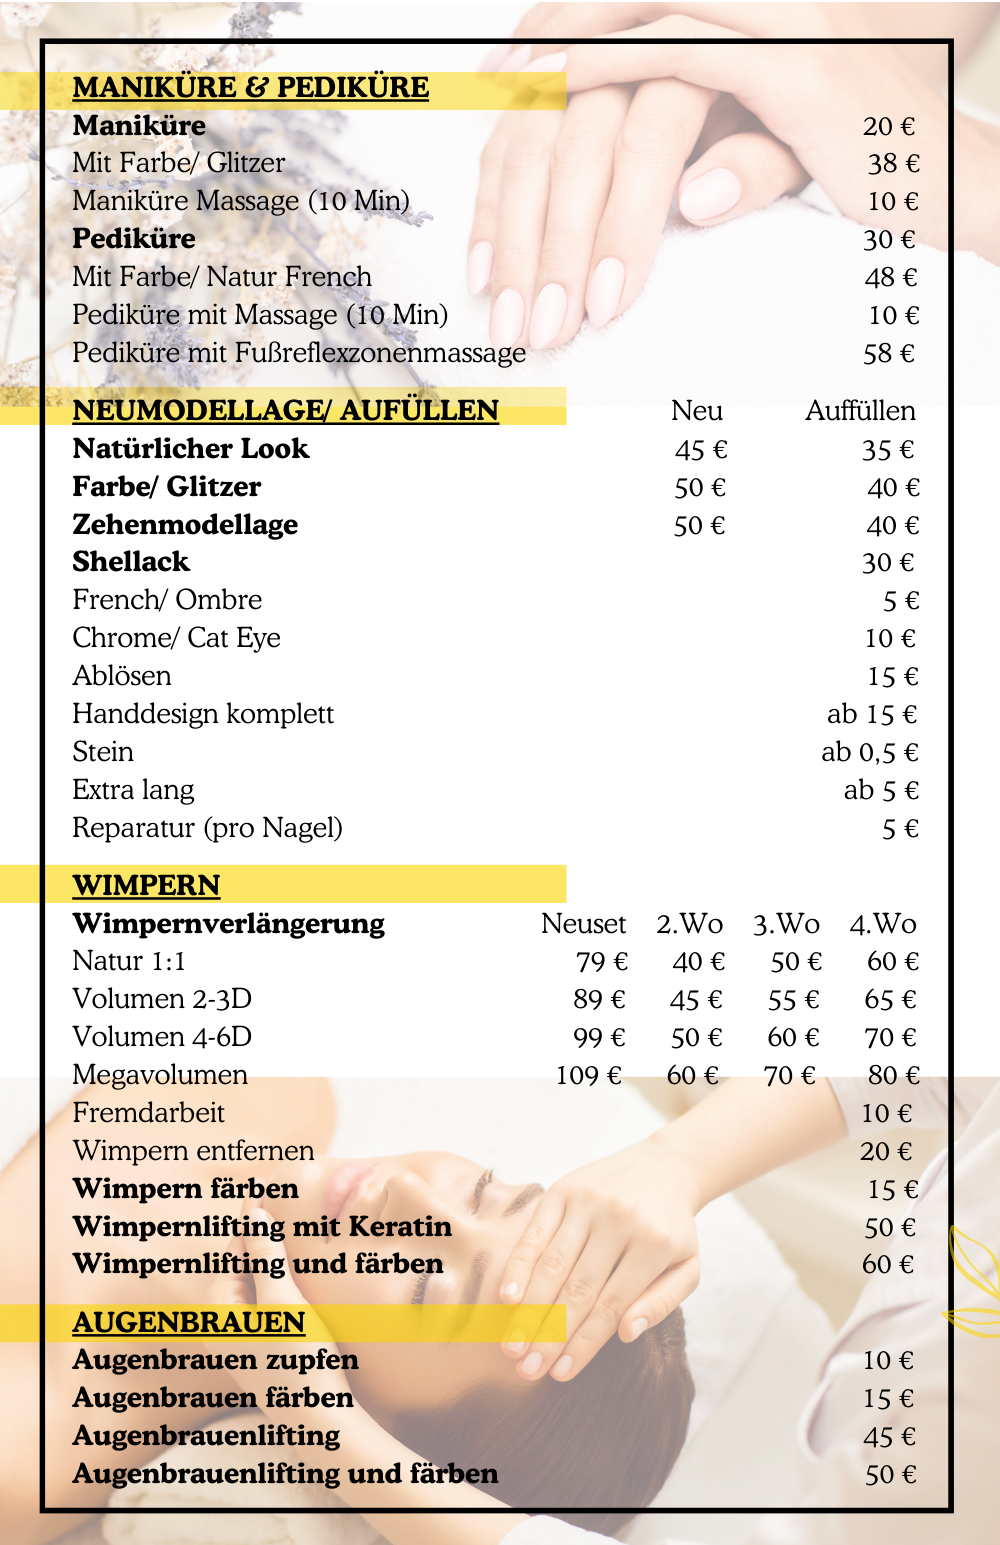 MANIKÜRE & PEDIKÜRE
Maniküre 20 €
Mit Farbe/ Glitzer 38 €
Maniküre Massage (10 Min) 10 €
Pediküre 30 €
Mit Farbe/ Natur French 48 €
Pediküre mit Massage (10 Min) 10 €
Pediküre mit Fußreflexzonenmassage 58 €
NEUMODELLAGE/ AUFÜLLEN Neu Auffüllen
Natürlicher Look 45 € 35 €
Farbe/ Glitzer 50 € 40 €
Zehenmodellage 50 € 40 €
Shellack 30 €
French/ Ombre 5 €
Chrome/ Cat Eye 10 €
Ablösen 15 €
Handdesign komplett ab 15 €
Stein ab 0,5 €
Extra lang ab 5 €
Reparatur (pro Nagel) 5 €
WIMPERN
Wimpernverlängerung Neuset 2.Wo 3.Wo 4.Wo
Natur 1:1 79 € 40 € 50 € 60 €
Volumen 2-3D 89 € 45 € 55 € 65 €
Volumen 4-6D 99 € 50 € 60 € 70 €
Megavolumen 109 € 60 € 70 € 80 €
Fremdarbeit 10 €
Wimpern entfernen 20 €
Wimpern färben 15 €
Wimpernlifting mit Keratin 50 €
Wimpernlifting und färben 60 €
AUGENBRAUEN
Augenbrauen zupfen 10 €
Augenbrauen färben 15 €
Augenbrauenlifting 45 €
Augenbrauenlifting und färben 50 €